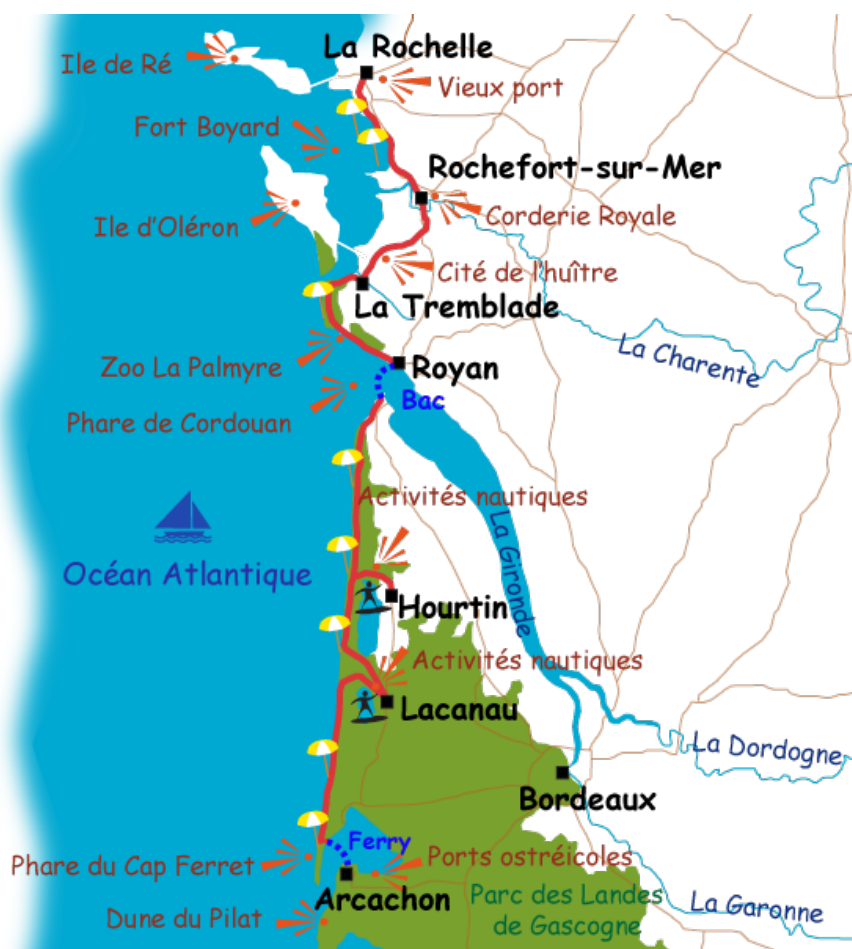 La Rochelle
Ile de Ré
Vieux port
Fort Boyard
Rochefort-sur-Mer
Corderie Royale
Ile d'Oléron
Cité de l'huître
La Tremblade
La Charente
Zoo La Palmyre
Royan
Bac
Phare de Cordouan
Activités nautiques
La Gironde
Océan Atlantique
Hourtin
Activités nautiques
Lacanau
La Dordogne
Bordeaux
Ferry
Phare du Cap Ferret
Ports ostréicoles
Arcachon
Parc des Landes
de Gascogne
La Garonne
Dune du Pilat